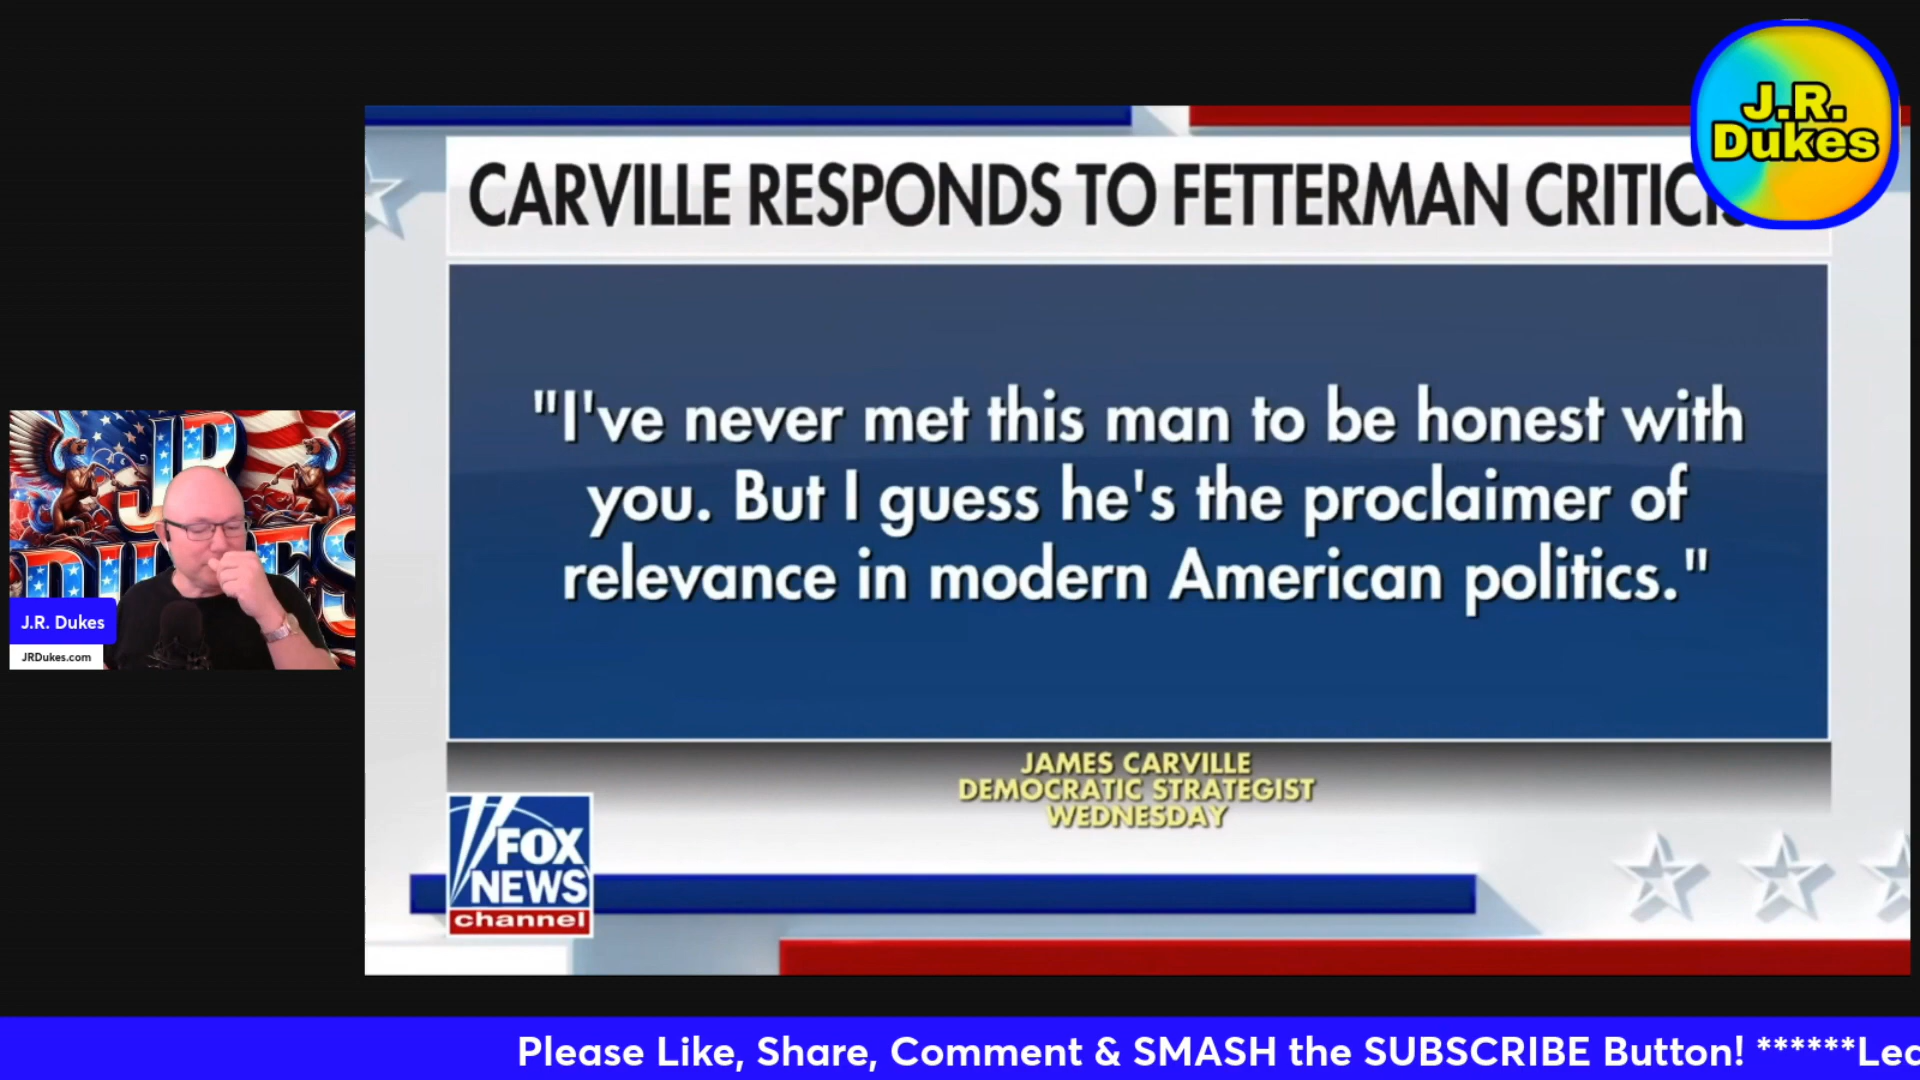 J.R.
Dukes
CARVILLE RESPONDS TO FETTERMAN
"I've never met this man to be honest with
you. But I guess he's the proclaimer of
relevance in modern American politics."
JAMES CARVILLE
DEMOCRATIC STRATEGIST
WEDNESDAY
FOX
NEWS
channel
JR
DUKES
J.R. Dukes
JRDukes.com
Please Like, Share, Comment & SMASH the SUBSCRIBE Button! ******